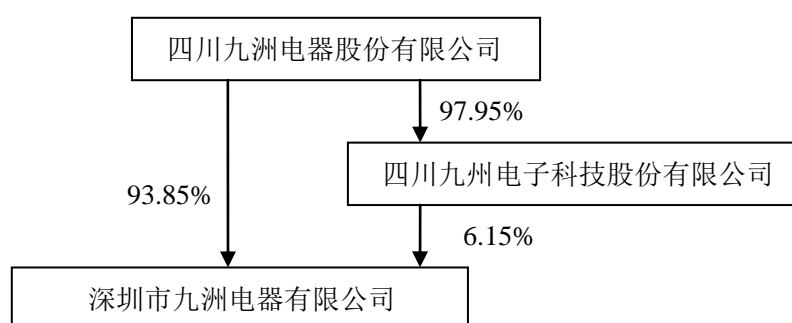 四川九洲电器股份有限公司
97.95%
四川九州电子科技股份有限公司
93.85%
6.15%
深圳市九洲电器有限公司